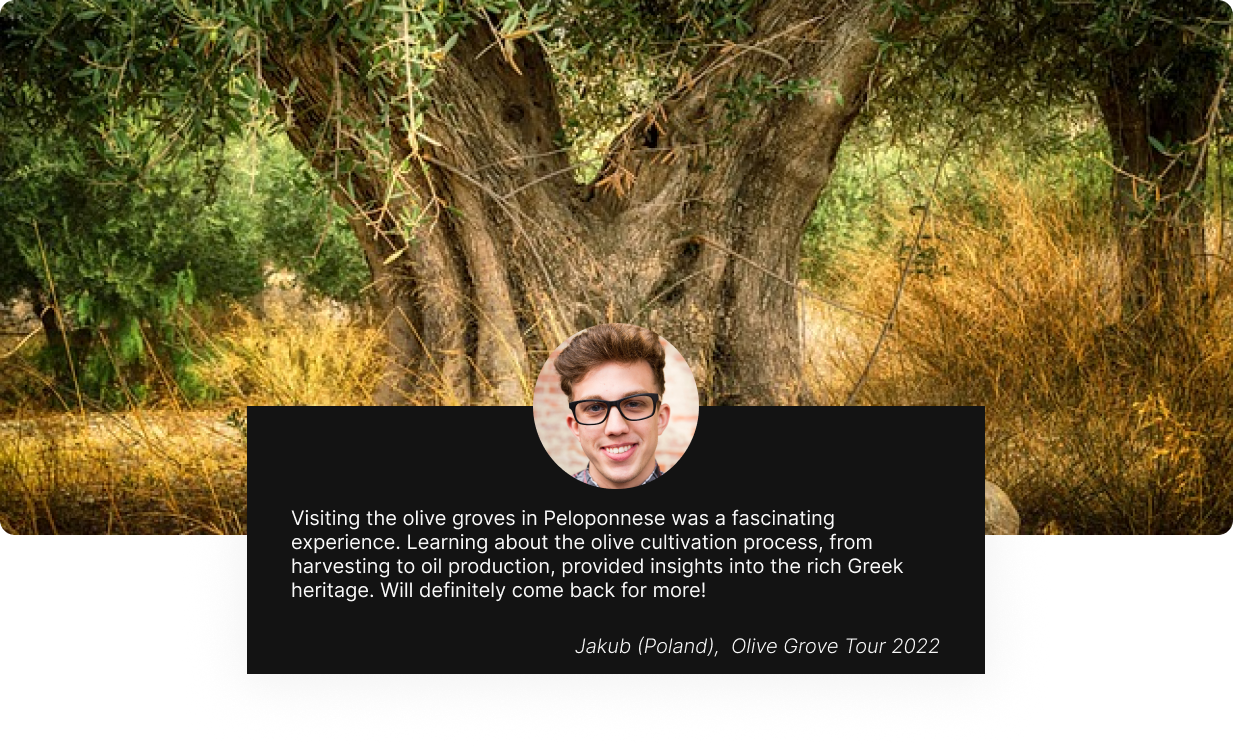 Visiting the olive groves in Peloponnese was a fascinating
experience. Learning about the olive cultivation process, from
harvesting to oil production, provided insights into the rich Greek
heritage. Will definitely come back for more!
Jakub (Poland),  Olive Grove Tour 2022